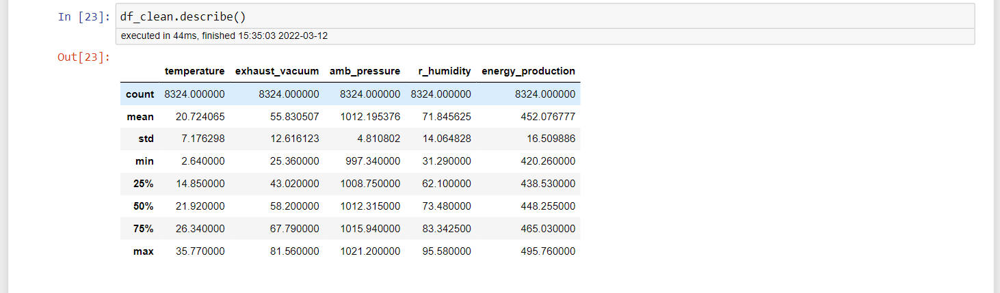 In [23]: df_clean.describe()
executed in 44ms, finished 15:35:03 2022-03-12
Out[23]:
temperature exhaust_vacuum amb_pressure r_humidity energy_production
count 8324.000000 8324.000000 8324.000000 8324.000000 8324.000000
mean 20.724065 55.830507 1012.195376 71.845625 452.076777
std 7.176298 12.616123 4.810802 14.064828 16.509886
min 2.640000 25.360000 997.340000 31.290000 420.260000
25% 14.850000 43.020000 1008.750000 62.100000 438.530000
50% 21.920000 58.200000 1012.315000 73.480000 448.255000
75% 26.340000 67.790000 1015.940000 83.342500 465.030000
max 35.770000 81.560000 1021.200000 95.580000 495.760000